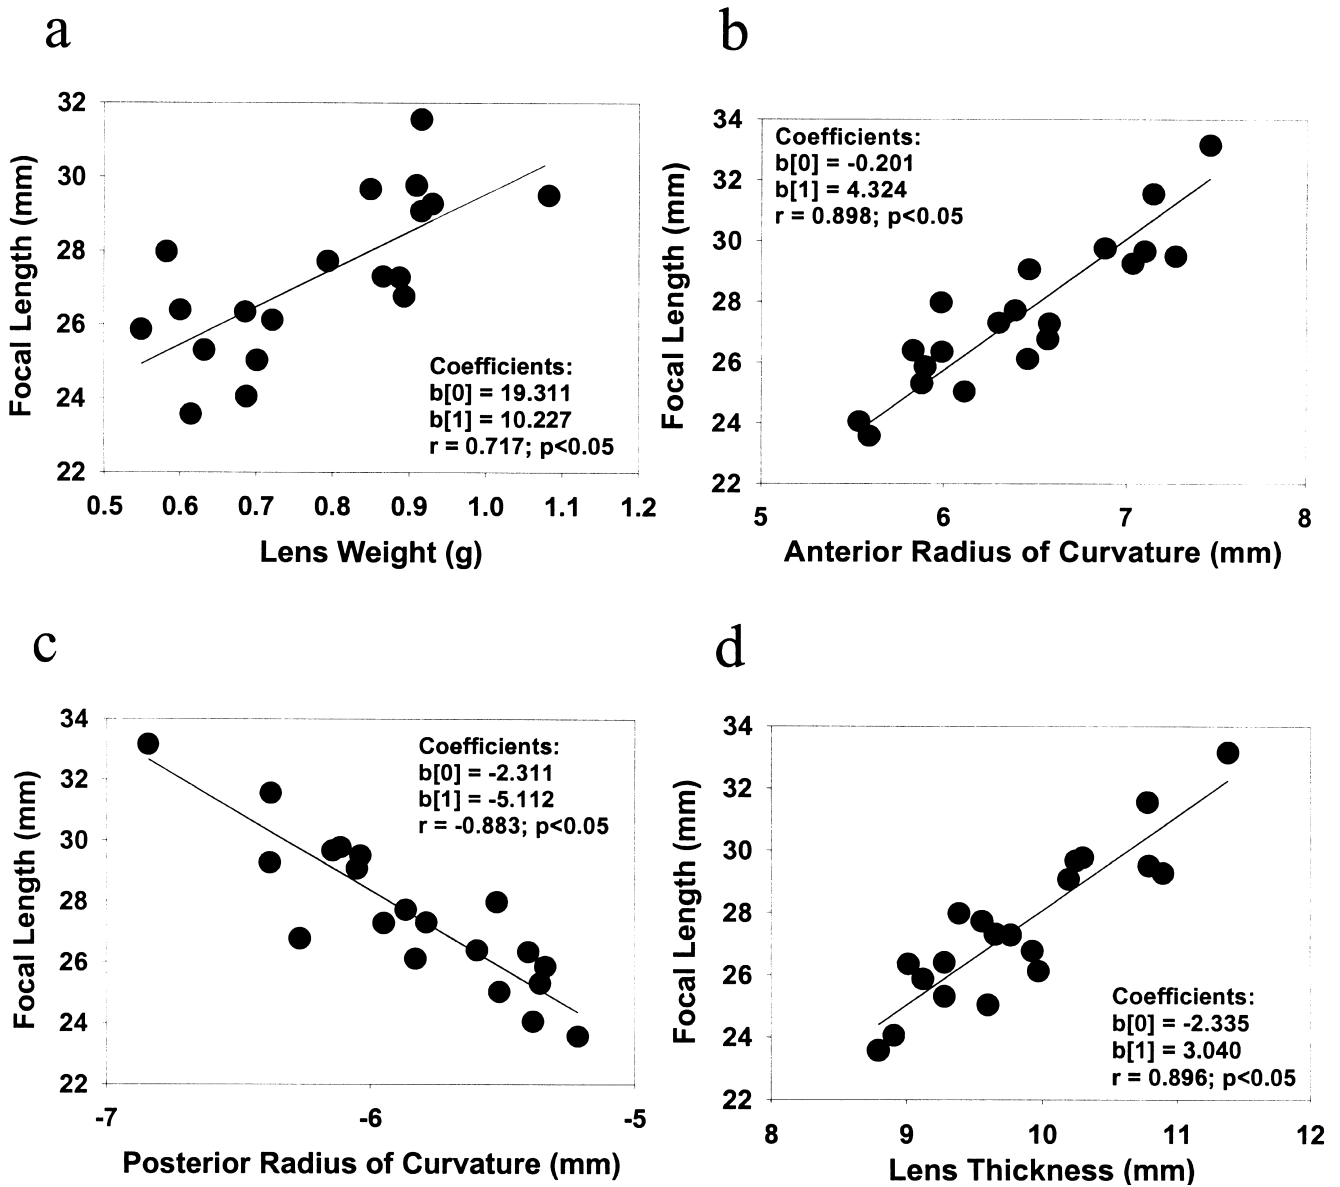 a
32
30
28
26
24
22
Focal Length (mm)
Coefficients:
b[0] = 19.311
b[1] = 10.227
r = 0.717; p<0.05
0.5 0.6 0.7 0.8 0.9 1.0 1.1 1.2
Lens Weight (g)
b
34
32
30
28
26
24
22
Focal Length (mm)
Coefficients:
b[0] = -0.201
b[1] = 4.324
r = 0.898; p<0.05
5 6 7 8
Anterior Radius of Curvature (mm)
c
34
32
30
28
26
24
22
Focal Length (mm)
Coefficients:
b[0] = -2.311
b[1] = -5.112
r = -0.883; p<0.05
-7 -6 -5
Posterior Radius of Curvature (mm)
d
34
32
30
28
26
24
22
Focal Length (mm)
Coefficients:
b[0] = -2.335
b[1] = 3.040
r = 0.896; p<0.05
8 9 10 11 12
Lens Thickness (mm)